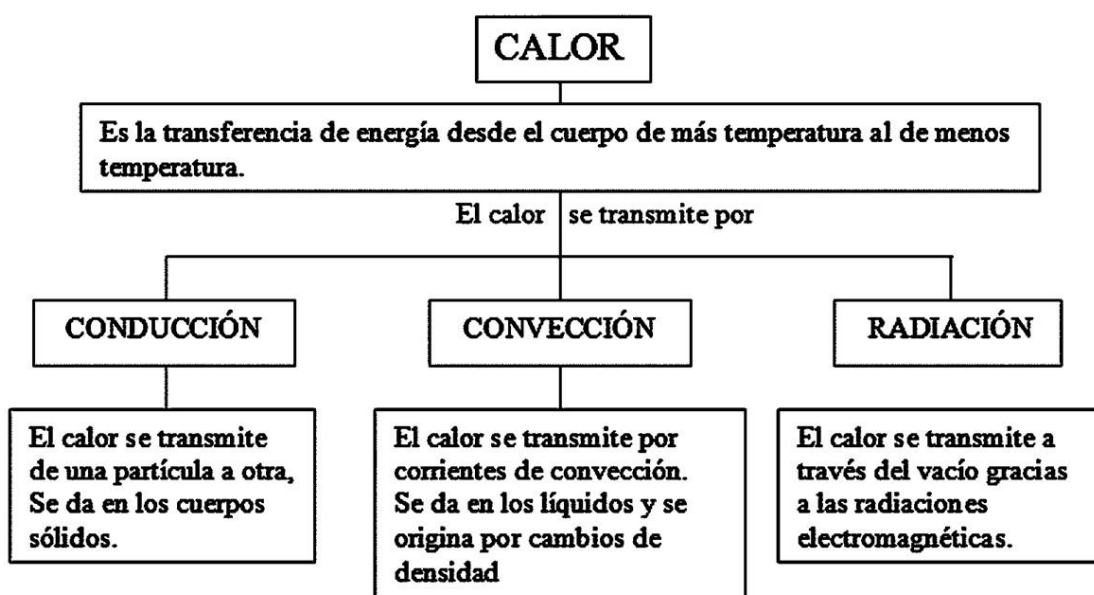 CALOR
Es la transferencia de energía desde el cuerpo de más temperatura al de menos
temperatura.
El calor se transmite por
CONDUCCIÓN
CONVECCIÓN
RADIACIÓN
El calor se transmite
de una partícula a otra,
Se da en los cuerpos
sólidos.
El calor se transmite por
corrientes de convección.
Se da en los líquidos y se
origina por cambios de
densidad
El calor se transmite a
través del vacío gracias
a las radiaciones
electromagnéticas.